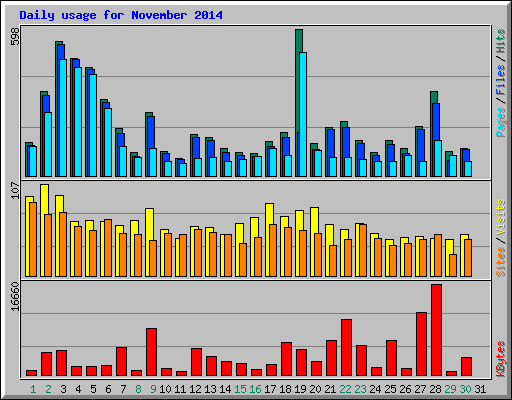 Daily usage for November 2014
598
Pages/Files/Hits
107
Sites/Visits
16660
KBytes
1 2 3 4 5 6 7 8 9 10 11 12 13 14 15 16 17 18 19 20 21 22 23 24 25 26 27 28 29 30 31